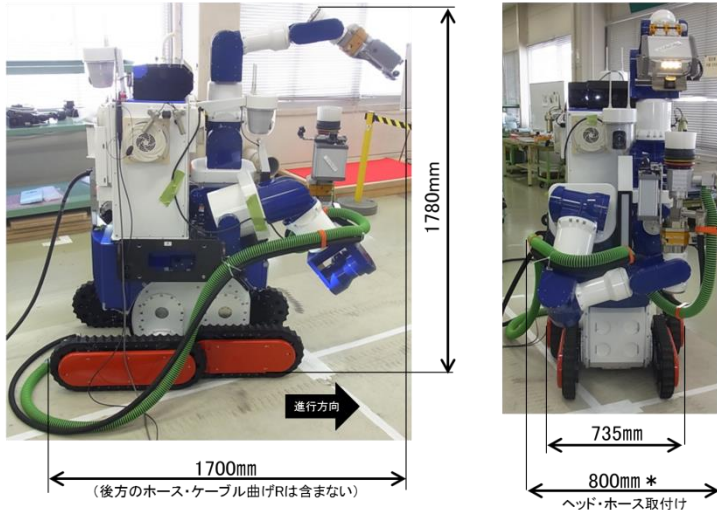 1780mm
進行方向
1700mm
(後方のホース・ケーブル曲げRは含まない)
735mm
800mm *
ヘッド・ホース取付け